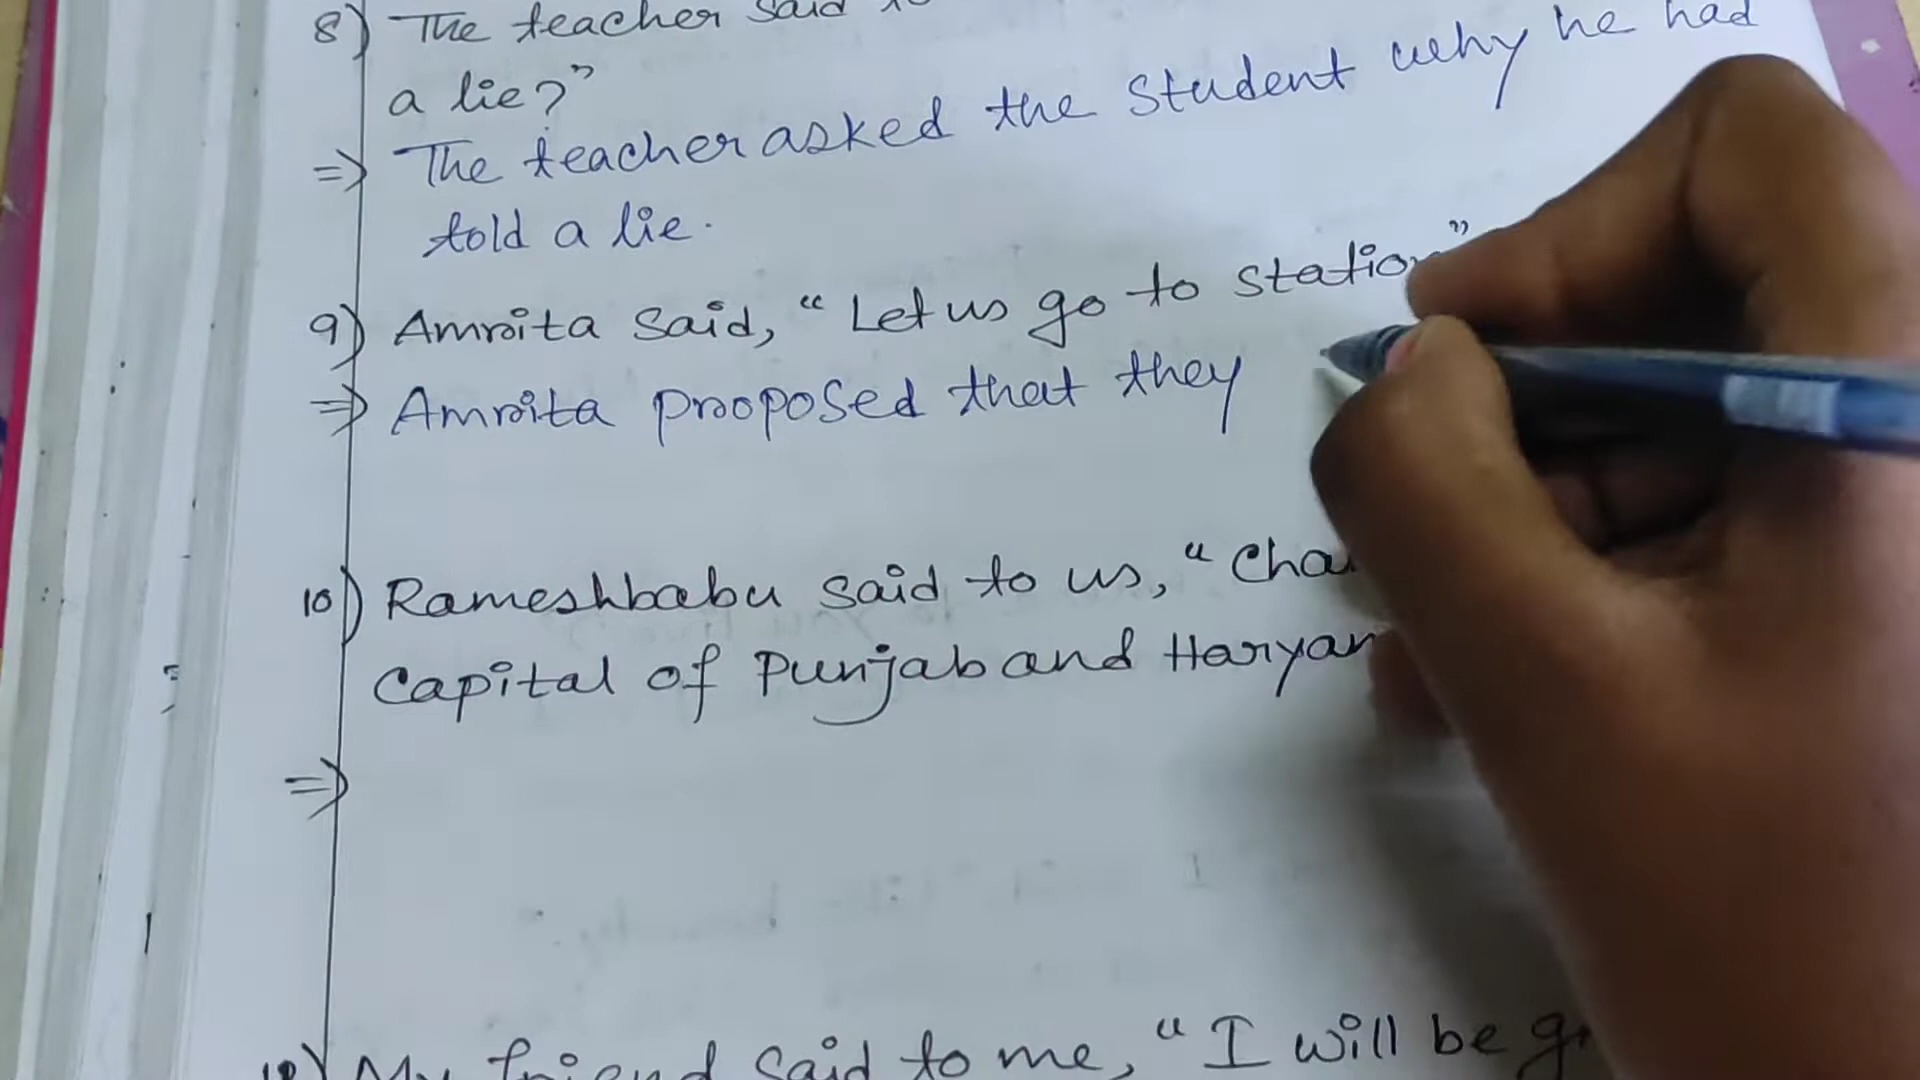 8) The teacher said to
a lie?"
=> The teacher asked the student why he had
told a lie.
9) Amrita said, "Let us go to station"
=> Amrita proposed that they
10) Rameshbabu said to us, "Cha
capital of Punjab and Haryan
=>
My friend said to me, "I will be